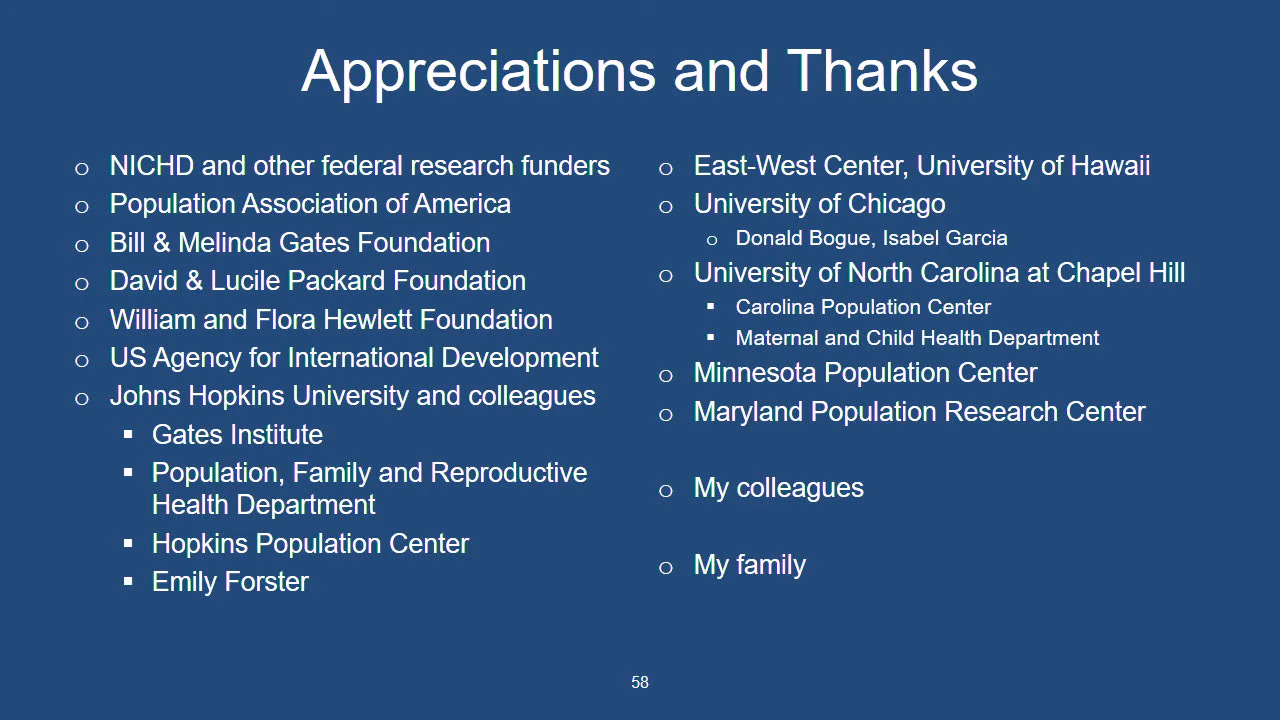 Appreciations and Thanks
o NICHD and other federal research funders
o Population Association of America
o Bill & Melinda Gates Foundation
o David & Lucile Packard Foundation
o William and Flora Hewlett Foundation
o US Agency for International Development
o Johns Hopkins University and colleagues
▪ Gates Institute
▪ Population, Family and Reproductive
Health Department
▪ Hopkins Population Center
▪ Emily Forster
o East-West Center, University of Hawaii
o University of Chicago
o Donald Bogue, Isabel Garcia
o University of North Carolina at Chapel Hill
▪ Carolina Population Center
▪ Maternal and Child Health Department
o Minnesota Population Center
o Maryland Population Research Center
o My colleagues
o My family
58